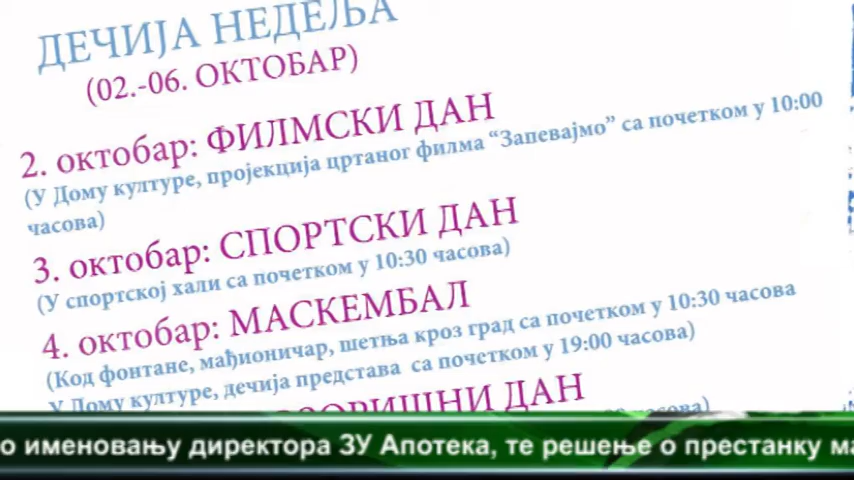 ДЕЧИЈА НЕДЕЉА
(02.-06. ОКТОБАР)
2. октобар: ФИЛМСКИ ДАН
(У Дому културе, пројекција цртаног филма “Запевајмо” са почетком у 10:00
часова)
3. октобар: СПОРТСКИ ДАН
(У спортској хали са почетком у 10:30 часова)
4. октобар: МАСКЕМБАЛ
(Код фонтане, мађионичар, шетња кроз град са почетком у 10:30 часова
У Дому културе, дечија представа са почетком у 19:00 часова)
ДАН
часова)
о именовању директора ЗУ Апотека, те решење о престанку ма